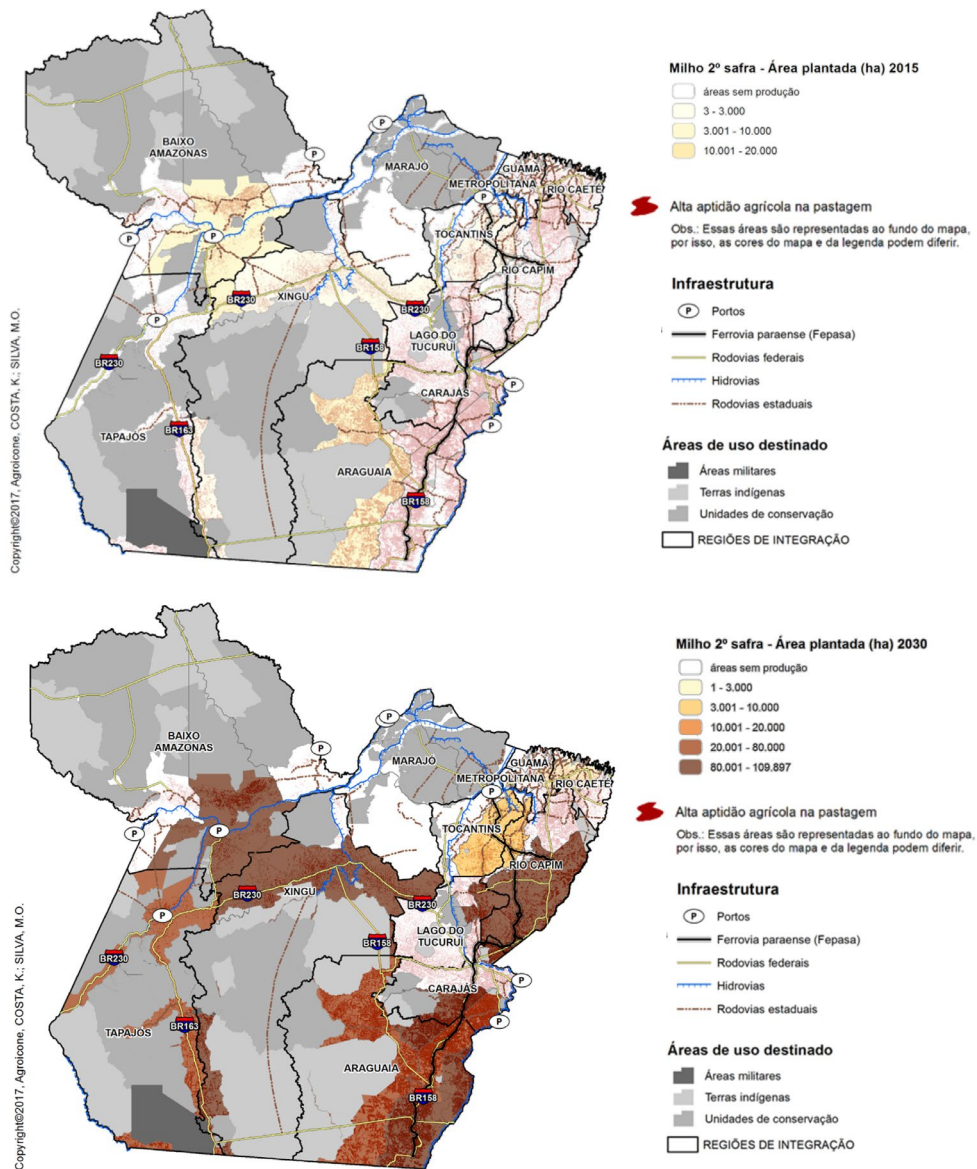 Milho 2º safra - Área plantada (ha) 2015
áreas sem produção
3 - 3.000
3.001 - 10.000
10.001 - 20.000
Alta aptidão agrícola na pastagem
Obs.: Essas áreas são representadas ao fundo do mapa,
por isso, as cores do mapa e da legenda podem diferir.
Infraestrutura
P Portos
Ferrovia paraense (Fepasa)
Rodovias federais
Hidrovias
Rodovias estaduais
Áreas de uso destinado
Áreas militares
Terras indígenas
Unidades de conservação
REGIÕES DE INTEGRAÇÃO
BAIXO
AMAZONAS
P
P
MARAJÓ
GUAMÁ
METROPOLITANA
RIO CAETÉ
P
P
P
TOCANTINS
RIO CAPIM
XINGU
BR230
BR230
P
LAGO DO
TUCURUÍ
BR158
BR230
P
CARAJÁS
P
TAPAJÓS
BR163
ARAGUAIA
BR158
Copyright©2017, Agroicone, COSTA, K.; SILVA, M.O.
Milho 2º safra - Área plantada (ha) 2030
áreas sem produção
1 - 3.000
3.001 - 10.000
10.001 - 20.000
20.001 - 80.000
80.001 - 109.897
Alta aptidão agrícola na pastagem
Obs.: Essas áreas são representadas ao fundo do mapa,
por isso, as cores do mapa e da legenda podem diferir.
Infraestrutura
P Portos
Ferrovia paraense (Fepasa)
Rodovias federais
Hidrovias
Rodovias estaduais
Áreas de uso destinado
Áreas militares
Terras indígenas
Unidades de conservação
REGIÕES DE INTEGRAÇÃO
BAIXO
AMAZONAS
P
P
MARAJÓ
GUAMÁ
METROPOLITANA
RIO CAETÉ
P
P
P
TOCANTINS
RIO CAPIM
XINGU
BR230
BR230
P
LAGO DO
TUCURUÍ
BR158
BR230
P
CARAJÁS
P
TAPAJÓS
BR163
ARAGUAIA
BR158
Copyright©2017, Agroicone, COSTA, K.; SILVA, M.O.